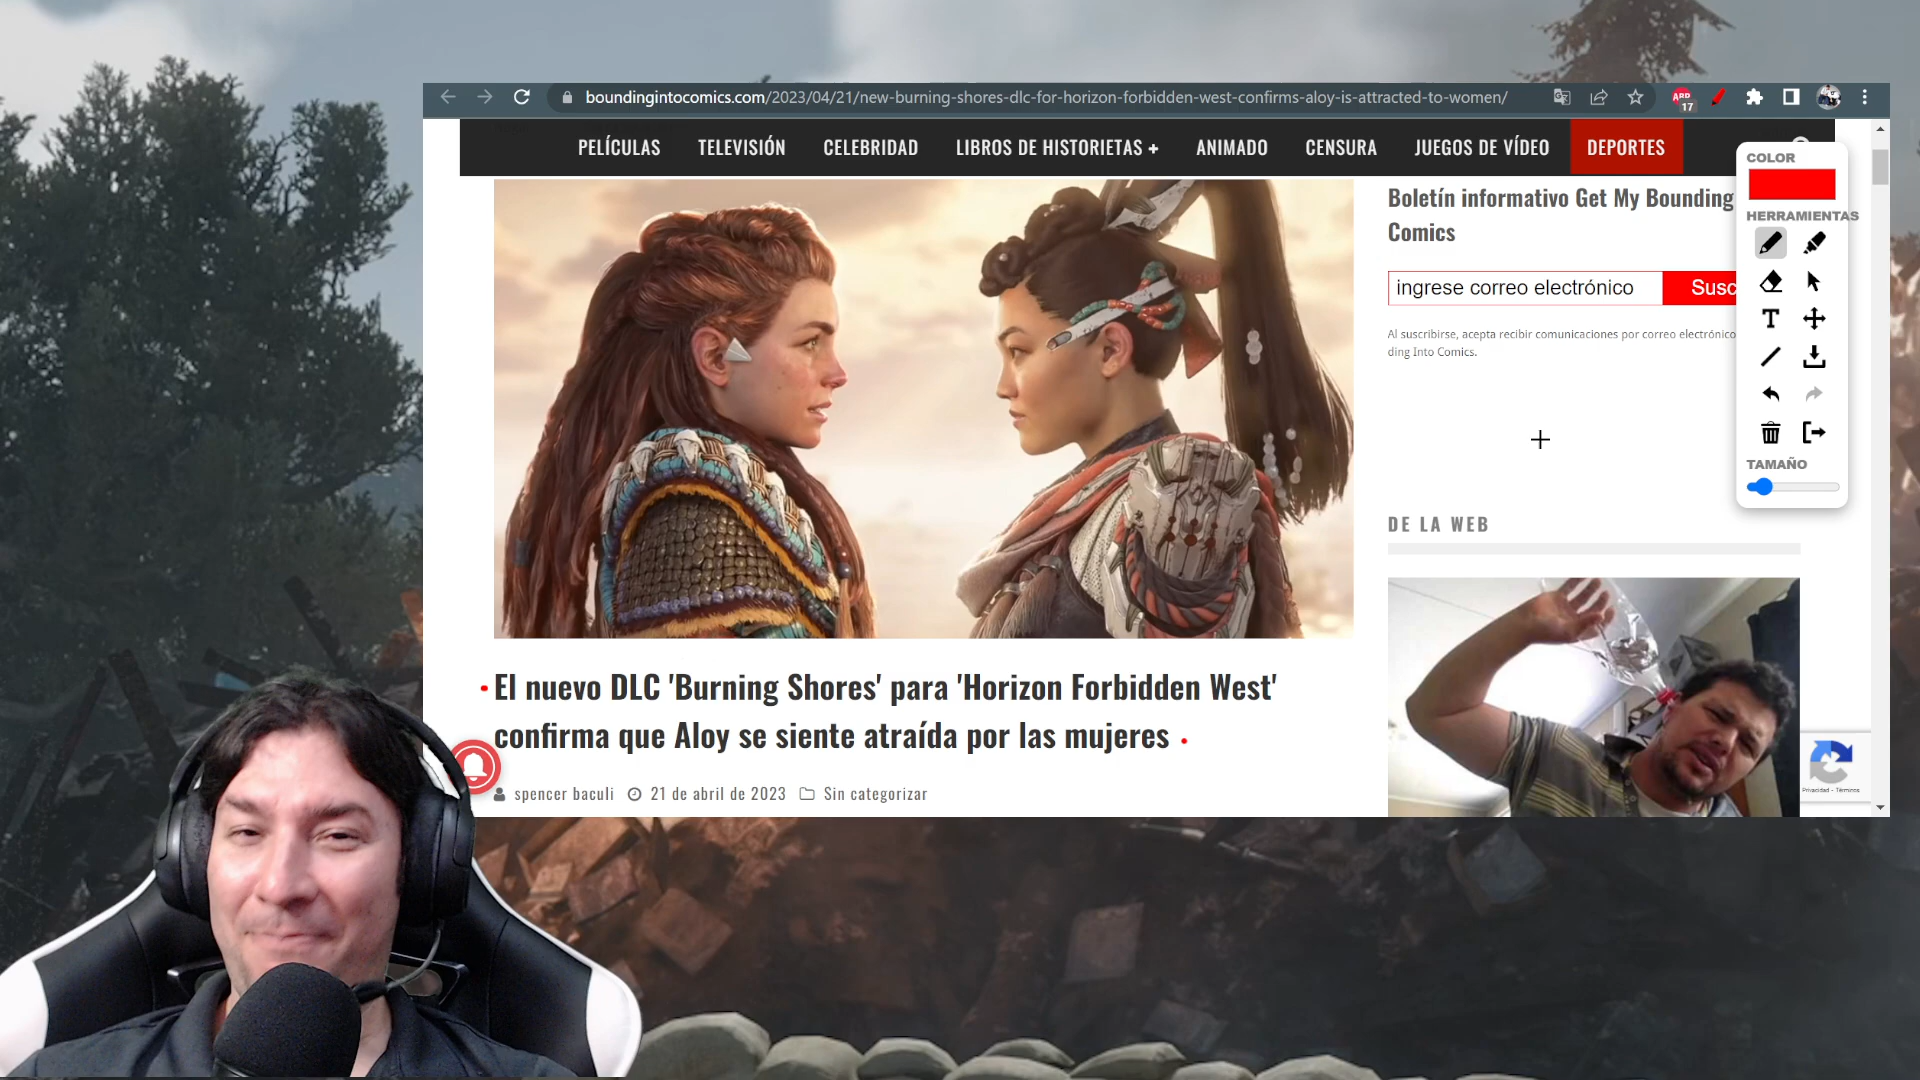 boundingintocomics.com/2023/04/21/new-burning-shores-dlc-for-horizon-forbidden-west-confirms-aloy-is-attracted-to-women/
17
PELÍCULAS TELEVISIÓN CELEBRIDAD LIBROS DE HISTORIETAS + ANIMADO CENSURA JUEGOS DE VÍDEO DEPORTES
COLOR
HERRAMIENTAS
T
TAMAÑO
Boletín informativo Get My Bounding
Comics
ingrese correo electrónico Susc
Al suscribirse, acepta recibir comunicaciones por correo electrónico
ding Into Comics.
DE LA WEB
El nuevo DLC 'Burning Shores' para 'Horizon Forbidden West'
confirma que Aloy se siente atraída por las mujeres
spencer baculi 21 de abril de 2023 Sin categorizar
Privacidad - Términos